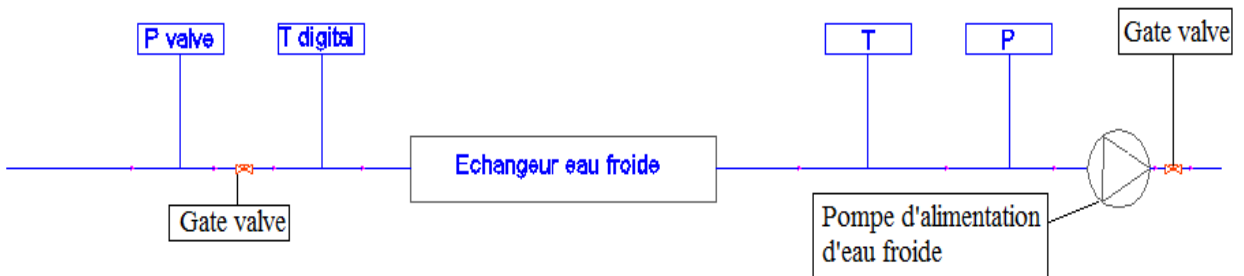 P valve
T digital
T
P
Gate valve
Echangeur eau froide
Gate valve
Pompe d'alimentation
d'eau froide